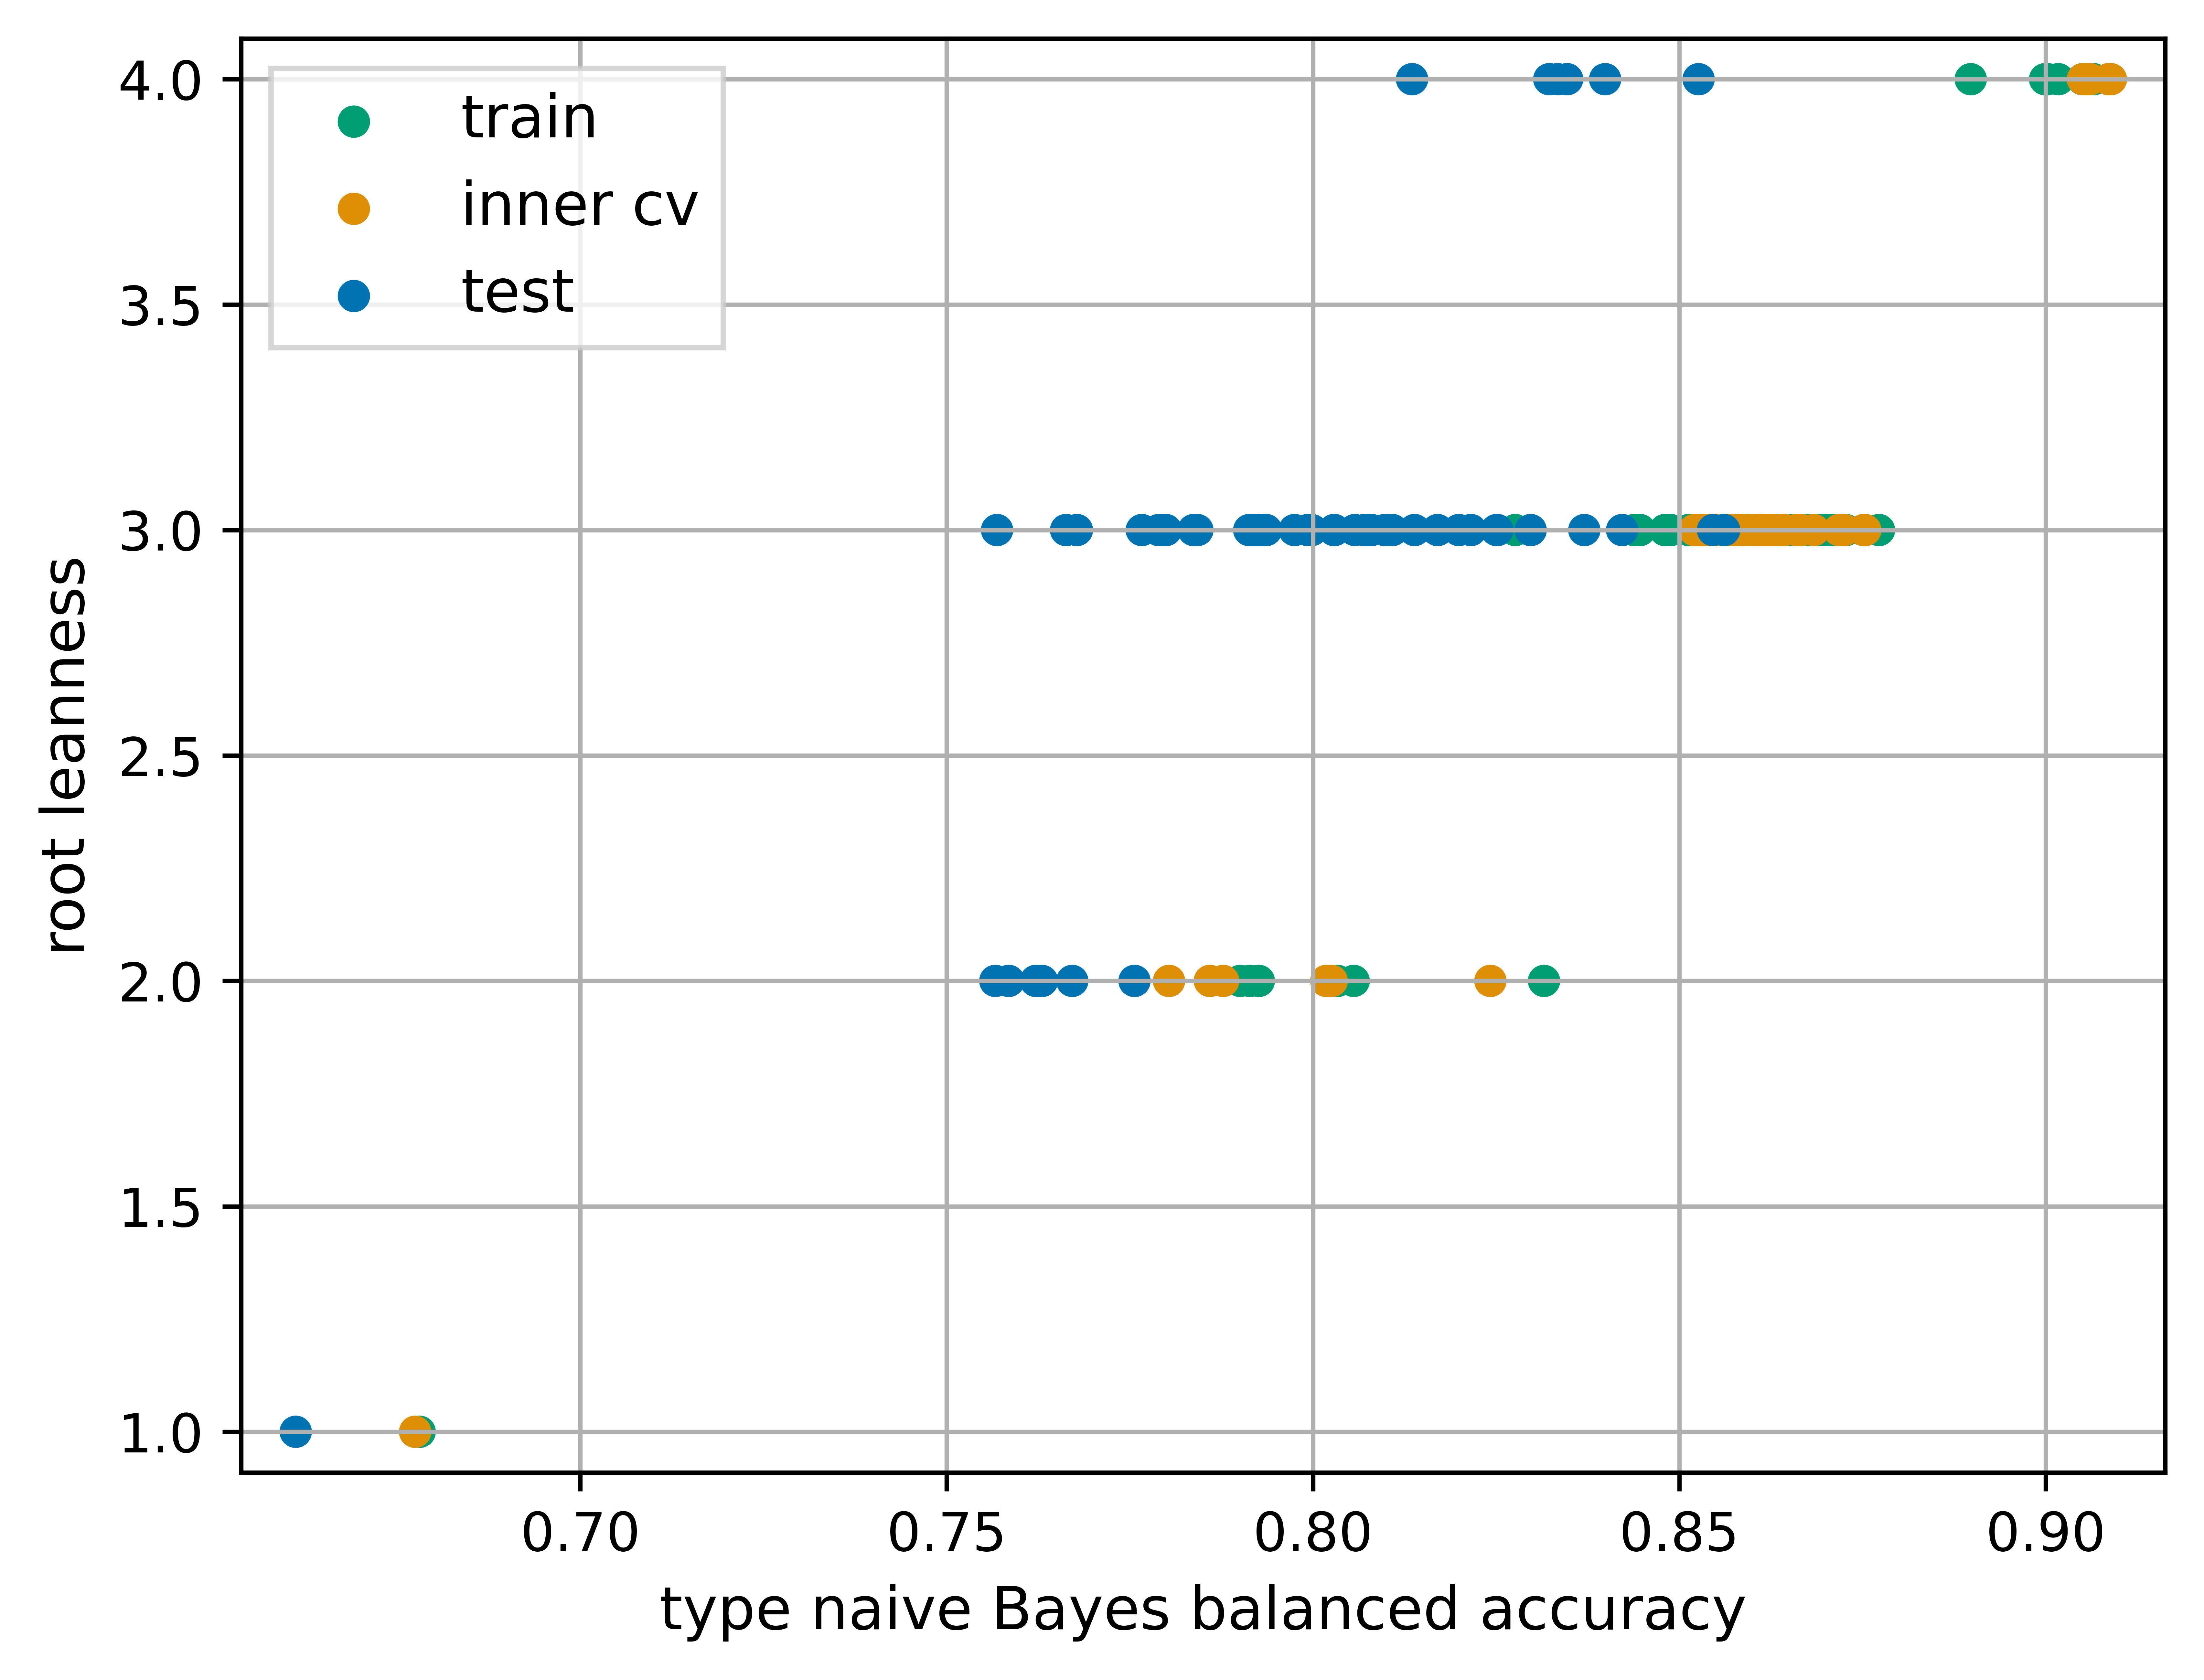 train
inner cv
test
4.0
3.5
3.0
2.5
2.0
1.5
1.0
root leanness
0.70 0.75 0.80 0.85 0.90
type naive Bayes balanced accuracy